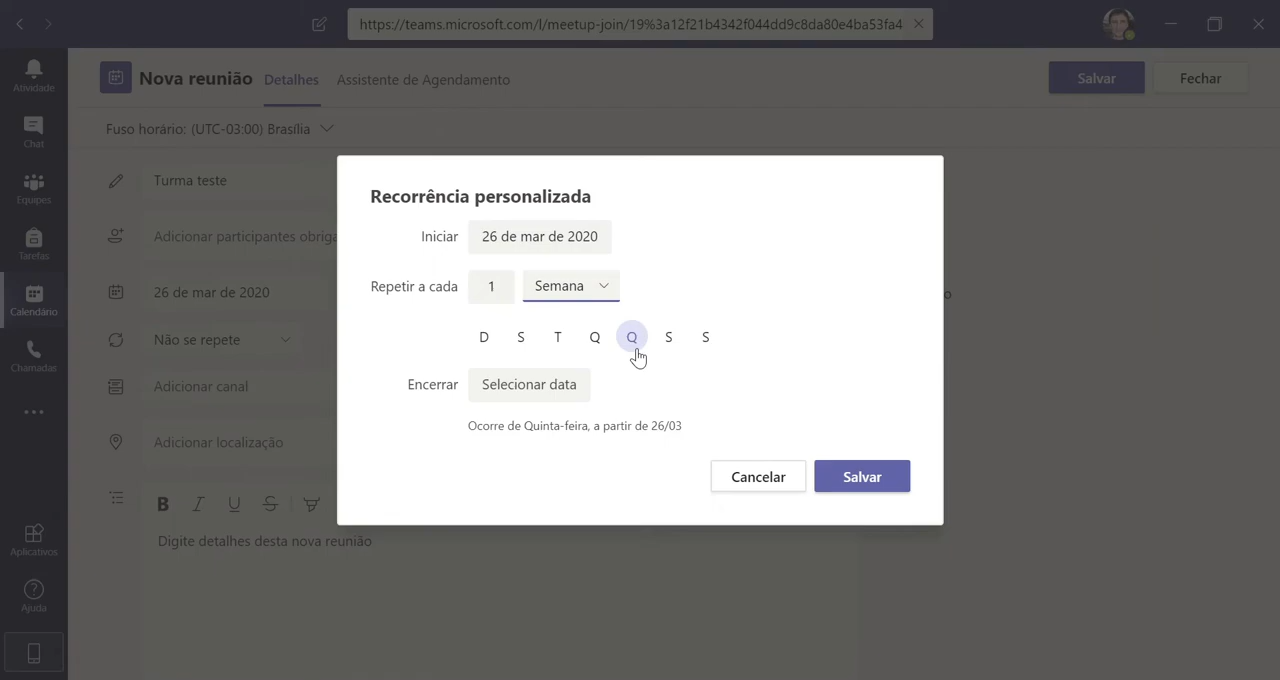 https://teams.microsoft.com/l/meetup-join/19%3a12f21b4342f044dd9c8da80e4ba53fa4
Atividade
Chat
Equipes
Tarefas
Calendário
Chamadas
Aplicativos
Ajuda
Nova reunião Detalhes Assistente de Agendamento Salvar Fechar
Fuso horário: (UTC-03:00) Brasília
Turma teste
Adicionar participantes obriga
26 de mar de 2020
Não se repete
Adicionar canal
Adicionar localização
B I U S
Digite detalhes desta nova reunião
o
Recorrência personalizada
Iniciar 26 de mar de 2020
Repetir a cada 1 Semana
D S T Q Q S S
Encerrar Selecionar data
Ocorre de Quinta-feira, a partir de 26/03
Cancelar Salvar